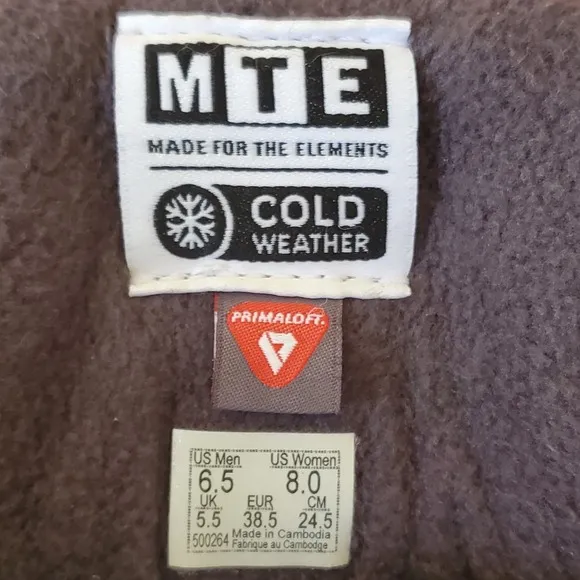 MTE
MADE FOR THE ELEMENTS
COLD
WEATHER
PRIMALOFT.
US Men US Women
6.5 8.0
UK EUR CM
5.5 38.5 24.5
500264 Made in Cambodia
Fabrique au Cambodge